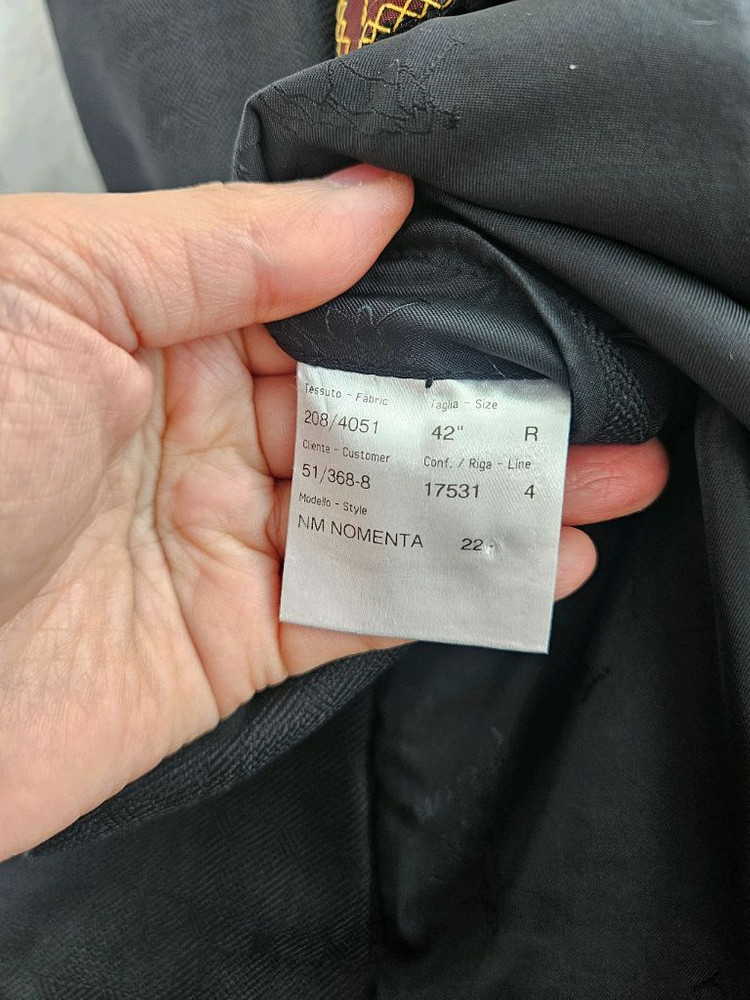 Tessuto - Fabric Taglia - Size
208/4051 42" R
Cliente - Customer Conf. / Riga - Line
51/368-8 17531 4
Modello - Style
NM NOMENTA 22